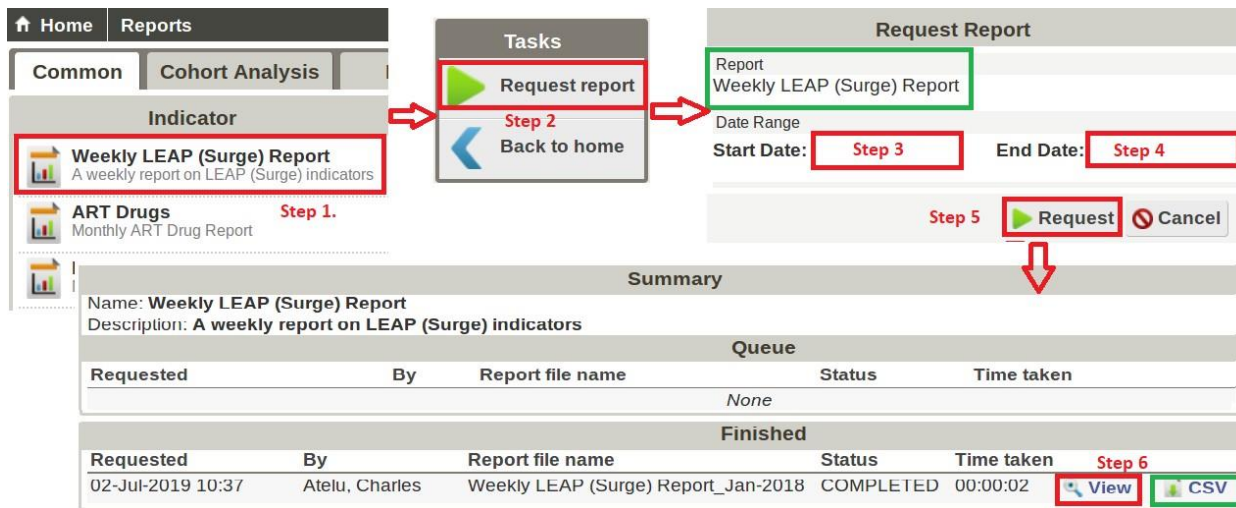 Home Reports
Common Cohort Analysis
Indicator
Weekly LEAP (Surge) Report
A weekly report on LEAP (Surge) indicators
Step 1.
ART Drugs
Monthly ART Drug Report
Tasks
Request report
Step 2
Back to home
Request Report
Report
Weekly LEAP (Surge) Report
Date Range
Start Date: Step 3 End Date: Step 4
Step 5 Request Cancel
Summary
Name: Weekly LEAP (Surge) Report
Description: A weekly report on LEAP (Surge) indicators
Queue
Requested By Report file name Status Time taken
None
Finished
Requested By Report file name Status Time taken Step 6
02-Jul-2019 10:37 Atelu, Charles Weekly LEAP (Surge) Report_Jan-2018 COMPLETED 00:00:02 View CSV